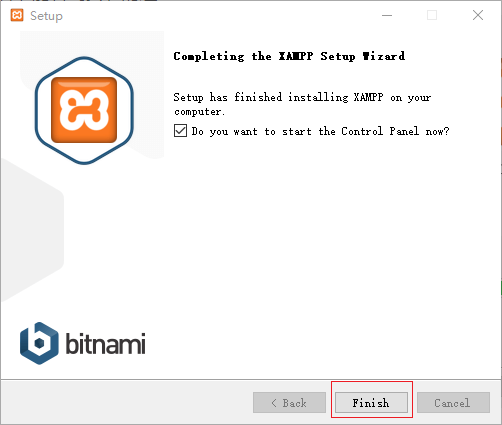 Setup
Completing the XAMPP Setup Wizard
Setup has finished installing XAMPP on your
computer.
Do you want to start the Control Panel now?
bitnami
< Back
Finish
Cancel